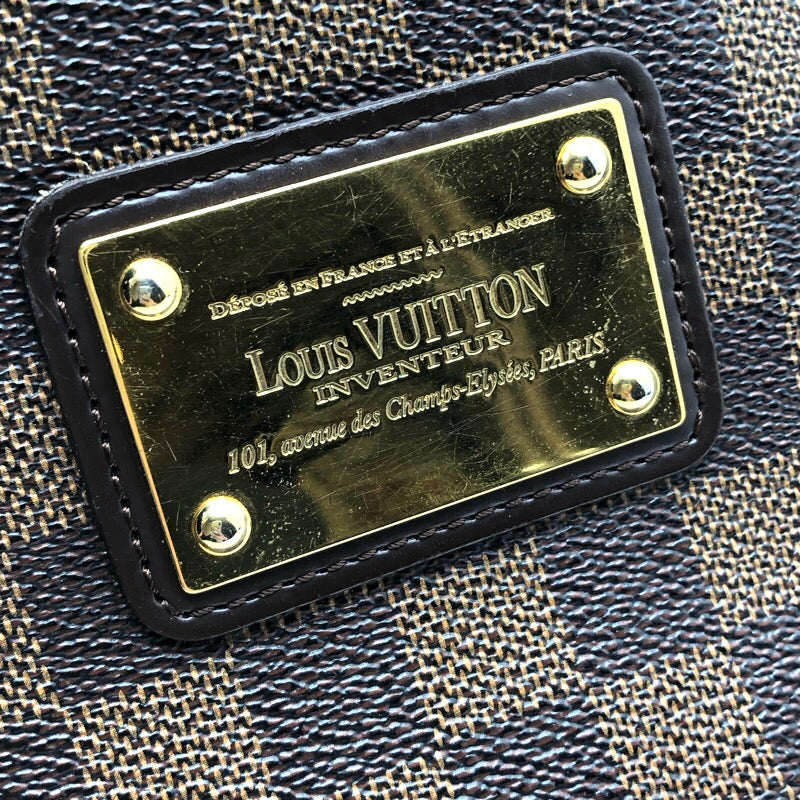 DÉPOSÉ EN FRANCE ET À L'ÉTRANGER
LOUIS VUITTON
INVENTEUR
101, avenue des Champs-Elysées, PARIS